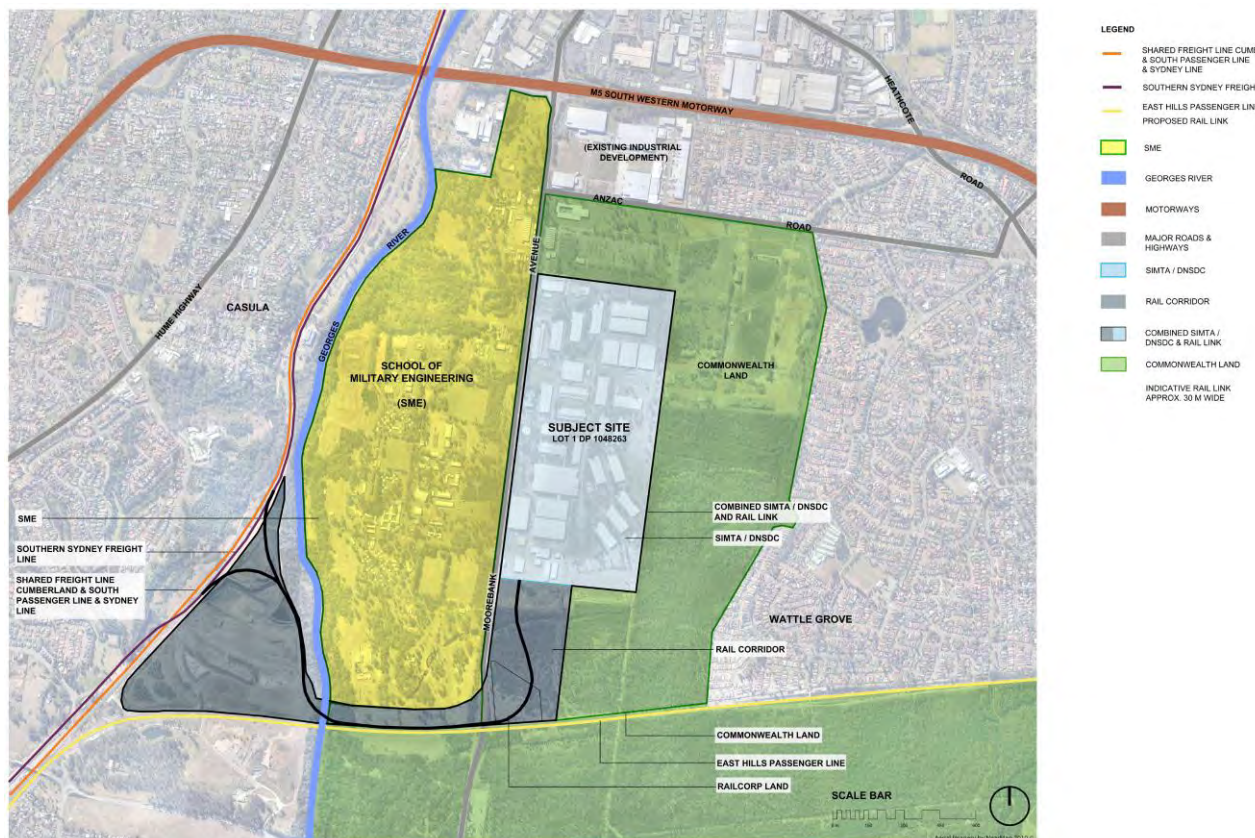 M5 SOUTH WESTERN MOTORWAY
HEATHCOTE
ROAD
(EXISTING INDUSTRIAL
DEVELOPMENT)
ANZAC
ROAD
RIVER
AVENUE
HUME HIGHWAY
CASULA
GEORGES
SCHOOL OF
MILITARY ENGINEERING
(SME)
COMMONWEALTH
LAND
SUBJECT SITE
LOT 1 DP 1048263
SME
SOUTHERN SYDNEY FREIGHT
LINE
SHARED FREIGHT LINE
CUMBERLAND & SOUTH
PASSENGER LINE & SYDNEY
LINE
COMBINED SIMTA / DNSDC
AND RAIL LINK
SIMTA / DNSDC
MOOREBANK
WATTLE GROVE
RAIL CORRIDOR
COMMONWEALTH LAND
EAST HILLS PASSENGER LINE
RAILCORP LAND
SCALE BAR
LEGEND
SHARED FREIGHT LINE CUM
& SOUTH PASSENGER LINE
& SYDNEY LINE
SOUTHERN SYDNEY FREIGH
EAST HILLS PASSENGER LIN
PROPOSED RAIL LINK
SME
GEORGES RIVER
MOTORWAYS
MAJOR ROADS &
HIGHWAYS
SIMTA / DNSDC
RAIL CORRIDOR
COMBINED SIMTA /
DNSDC & RAIL LINK
COMMONWEALTH LAND
INDICATIVE RAIL LINK
APPROX. 30 M WIDE